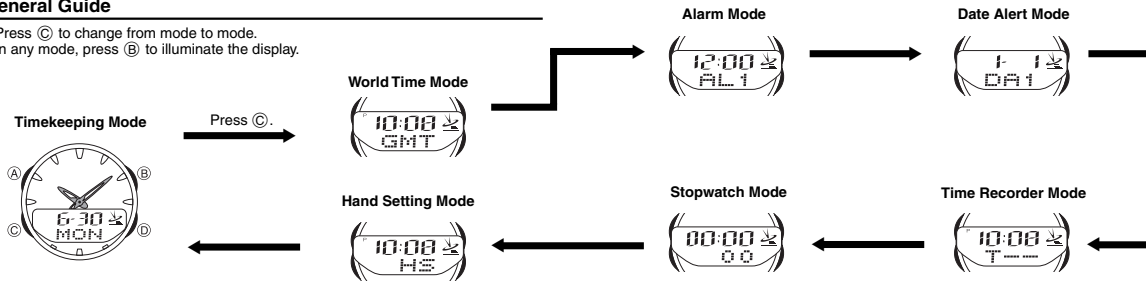 eneral Guide
Press Ⓒ to change from mode to mode.
n any mode, press Ⓑ to illuminate the display.
Alarm Mode
Date Alert Mode
12:00
AL1
1- 1
DA1
World Time Mode
P 10:08
GMT
Timekeeping Mode
Press Ⓒ.
Ⓐ
Ⓑ
Ⓒ
Ⓓ
6-30
MON
Hand Setting Mode
P 10:08
HS
Stopwatch Mode
00:00
00
Time Recorder Mode
P 10:08
T----